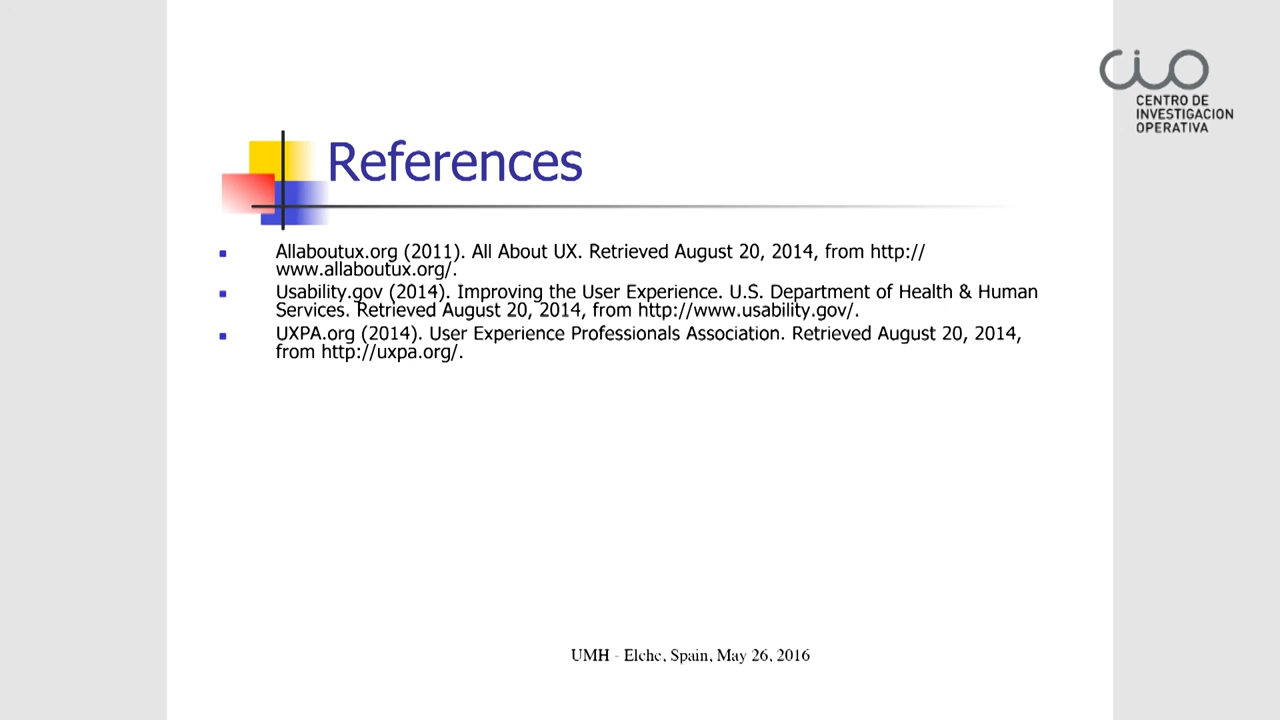 CIO
CENTRO DE
INVESTIGACION
OPERATIVA
References
Allaboutux.org (2011). All About UX. Retrieved August 20, 2014, from http://
www.allaboutux.org/.
Usability.gov (2014). Improving the User Experience. U.S. Department of Health & Human
Services. Retrieved August 20, 2014, from http://www.usability.gov/.
UXPA.org (2014). User Experience Professionals Association. Retrieved August 20, 2014,
from http://uxpa.org/.
UMH - Elche, Spain, May 26, 2016